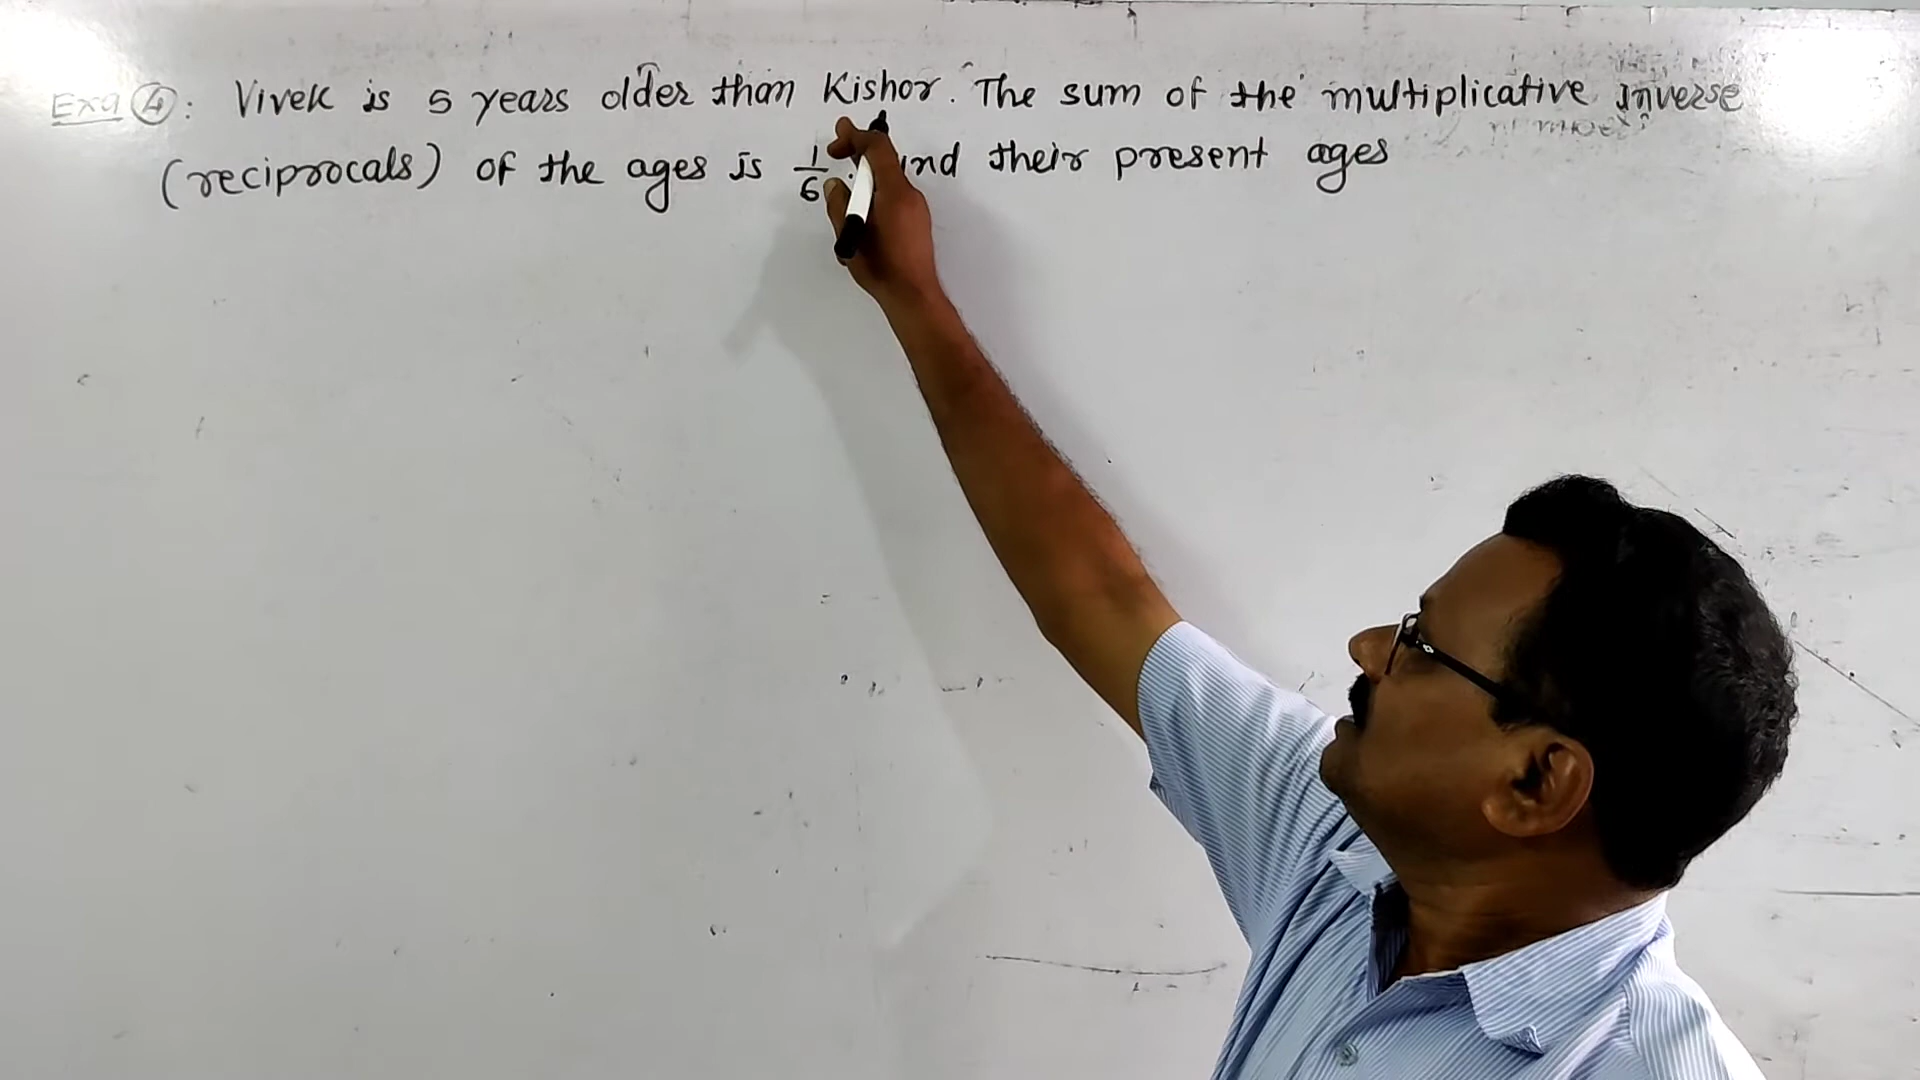 Exa ④: Vivek is 5 years older than Kishor. The sum of the multiplicative inverse
(reciprocals) of the ages is 1/6. ind their present ages